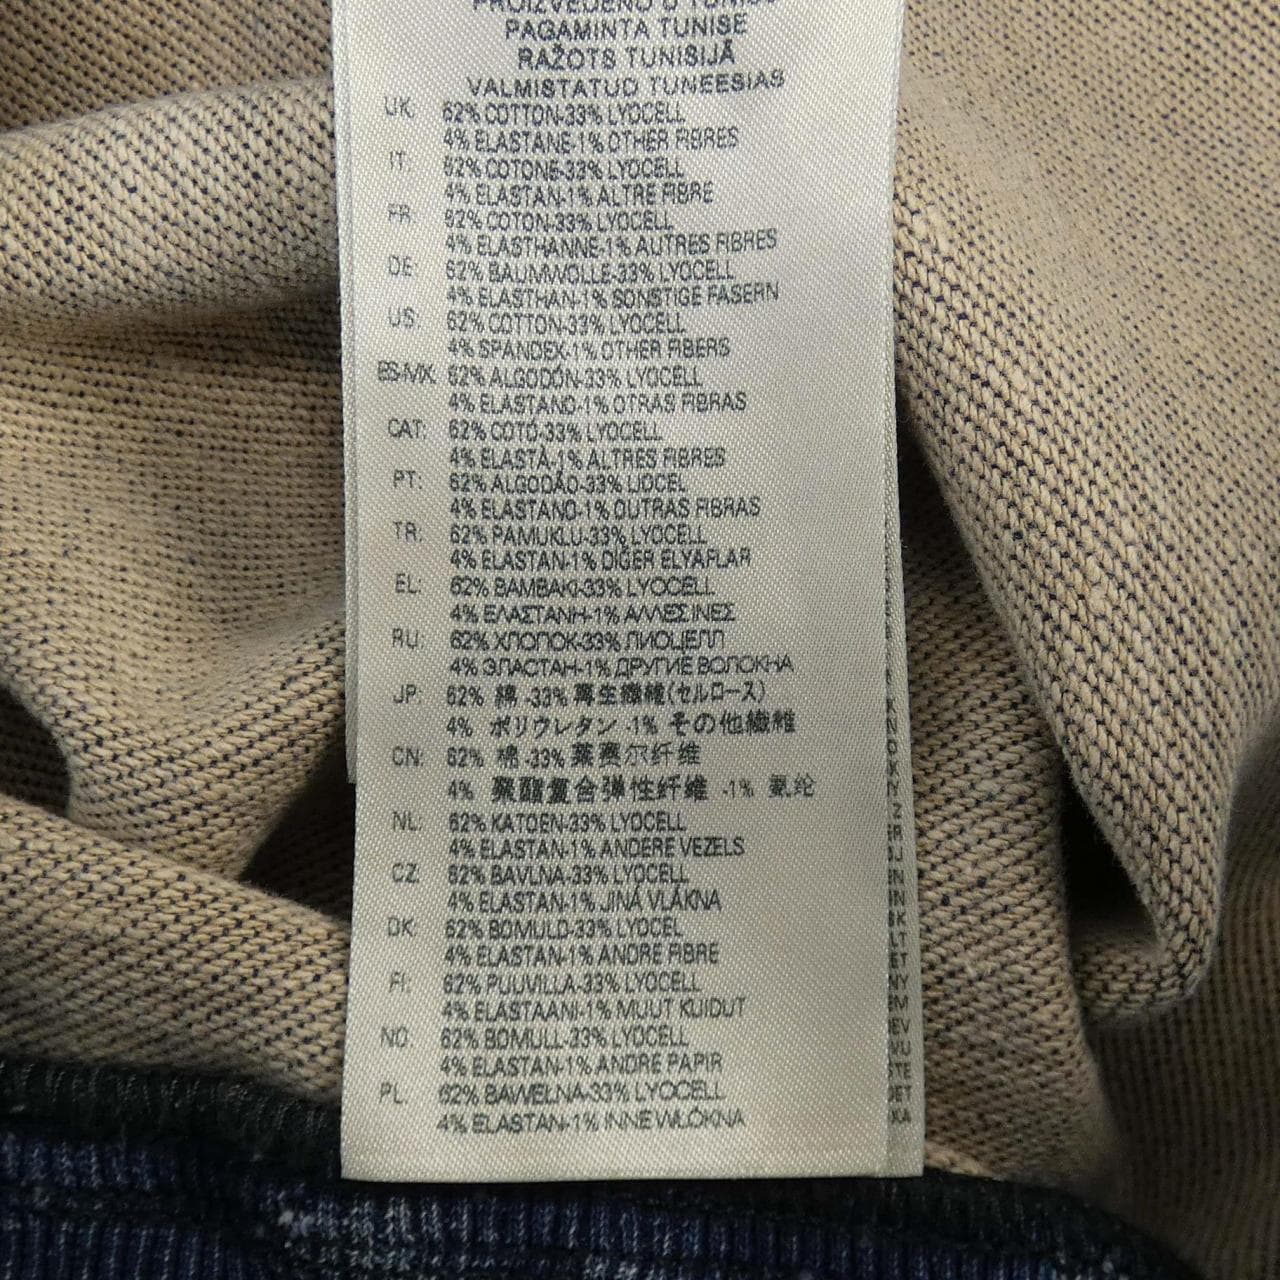 PROIZVEDENO U TUNISU
PAGAMINTA TUNISE
RAŽOTS TUNISIJĀ
VALMISTATUD TUNEESIAS
UK: 62% COTTON-33% LYOCELL
4% ELASTANE-1% OTHER FIBRES
IT: 62% COTONE-33% LYOCELL
4% ELASTAN-1% ALTRE FIBRE
FR: 62% COTON-33% LYOCELL
4% ELASTHANNE-1% AUTRES FIBRES
DE: 62% BAUMWOLLE-33% LYOCELL
4% ELASTHAN-1% SONSTIGE FASERN
US: 62% COTTON-33% LYOCELL
4% SPANDEX-1% OTHER FIBERS
ES-MX: 62% ALGODÓN-33% LYOCELL
4% ELASTANO-1% OTRAS FIBRAS
CAT: 62% COTÓ-33% LYOCELL
4% ELASTÀ-1% ALTRES FIBRES
PT: 62% ALGODÃO-33% LIOCEL
4% ELASTANO-1% OUTRAS FIBRAS
TR: 62% PAMUKLU-33% LYOCELL
4% ELASTAN-1% DIĞER ELYAFLAR
EL: 62% BAMBAKI-33% LYOCELL
4% ΕΛΑΣΤΑΝΗ-1% ΑΛΛΕΣ ΙΝΕΣ
RU: 62% ХЛОПОК-33% ЛИОЦЕЛЛ
4% ЭЛАСТАН-1% ДРУГИЕ ВОЛОКНА
JP: 62% 綿 -33% 再生繊維(セルロース)
4% ポリウレタン -1% その他繊維
CN: 62% 棉 -33% 莱赛尔纤维
4% 聚酯复合弹性纤维 -1% 氨纶
NL: 62% KATOEN-33% LYOCELL
4% ELASTAN-1% ANDERE VEZELS
CZ: 62% BAVLNA-33% LYOCELL
4% ELASTAN-1% JINÁ VLÁKNA
DK: 62% BOMULD-33% LYOCEL
4% ELASTAN-1% ANDRE FIBRE
FI: 62% PUUVILLA-33% LYOCELL
4% ELASTAANI-1% MUUT KUIDUT
NO: 62% BOMULL-33% LYOCELL
4% ELASTAN-1% ANDRE PAPIR
PL: 62% BAWEŁNA-33% LYOCELL
4% ELASTAN-1% INNE WŁÓKNA